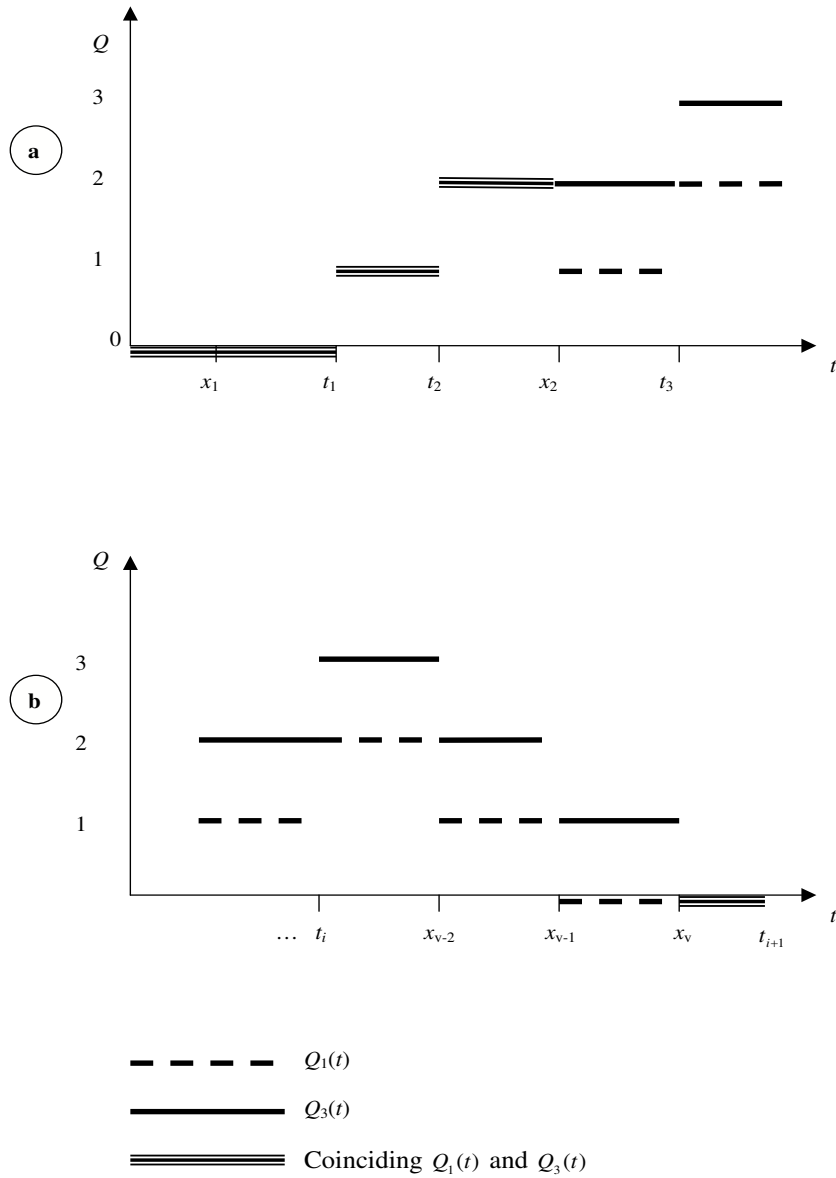 Q
3
a
2
1
0
x₁ t₁ t₂ x₂ t₃
t
Q
3
b
2
1
t
… tᵢ xᵥ₋₂ xᵥ₋₁ xᵥ tᵢ₊₁
Q₁(t)
Q₃(t)
Coinciding Q₁(t) and Q₃(t)